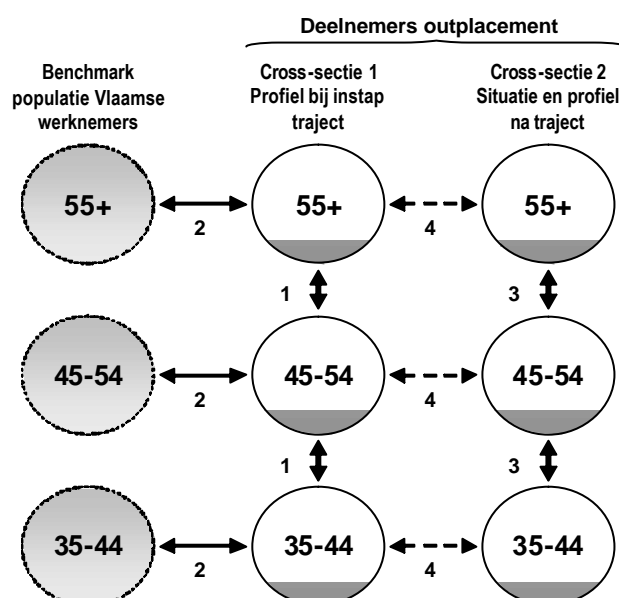 Deelnemers outplacement
Benchmark
populatie Vlaamse
werknemers
Cross-sectie 1
Profiel bij instap
traject
Cross-sectie 2
Situatie en profiel
na traject
55+
2
55+
4
55+
1
3
45-54
2
45-54
4
45-54
1
3
35-44
2
35-44
4
35-44